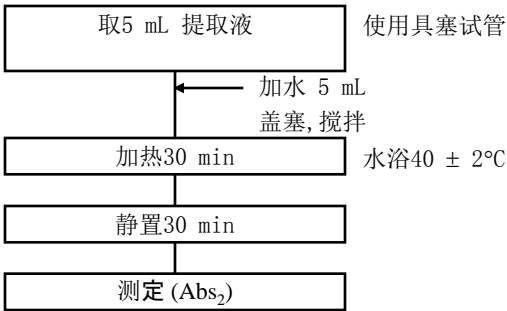 取5 mL 提取液 使用具塞试管
加水 5 mL
盖塞,搅拌
加热30 min 水浴40 ± 2°C
静置30 min
测定 (Abs₂)